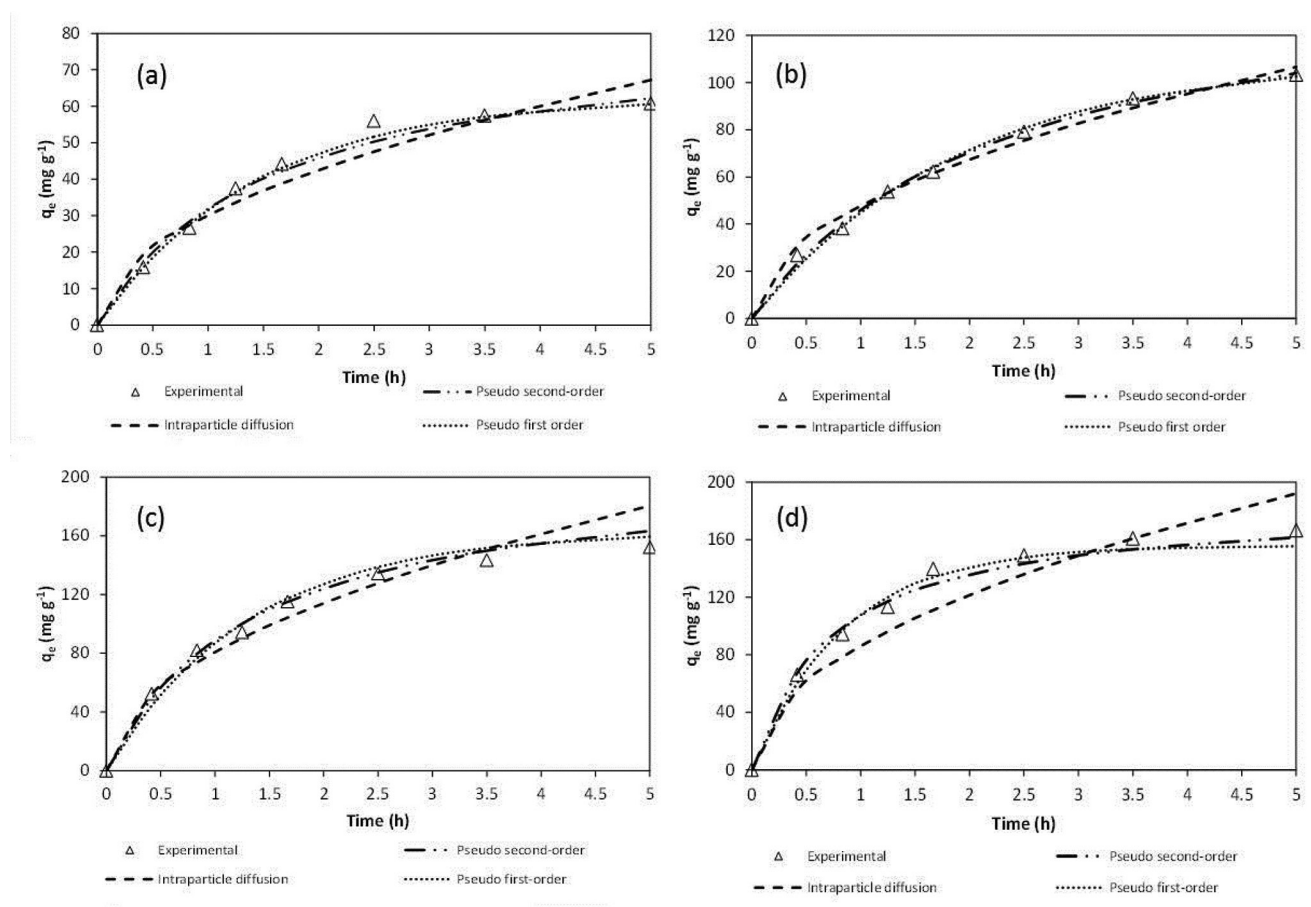 (a)
80
70
60
50
40
30
20
10
0
qe (mg g-1)
0 0.5 1 1.5 2 2.5 3 3.5 4 4.5 5
Time (h)
Experimental Pseudo second-order
Intraparticle diffusion Pseudo first order
(b)
120
100
80
60
40
20
0
qe (mg g-1)
0 0.5 1 1.5 2 2.5 3 3.5 4 4.5 5
Time (h)
Experimental Pseudo second-order
Intraparticle diffusion Pseudo first order
(c)
200
160
120
80
40
0
qe (mg g-1)
0 0.5 1 1.5 2 2.5 3 3.5 4 4.5 5
Time (h)
Experimental Pseudo second-order
Intraparticle diffusion Pseudo first-order
(d)
200
160
120
80
40
0
qe (mg g-1)
0 0.5 1 1.5 2 2.5 3 3.5 4 4.5 5
Time (h)
Experimental Pseudo second-order
Intraparticle diffusion Pseudo first-order